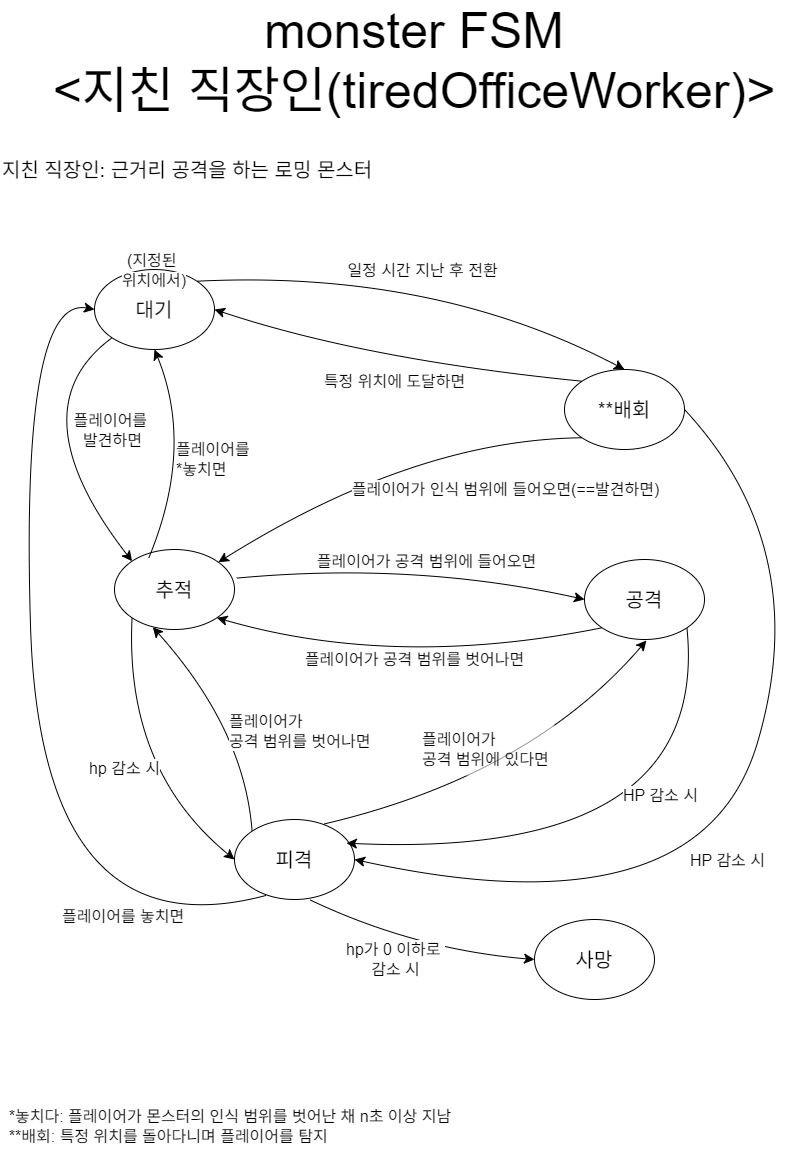 monster FSM
<지친 직장인(tiredOfficeWorker)>
지친 직장인: 근거리 공격을 하는 로밍 몬스터
(지정된
위치에서)
대기
일정 시간 지난 후 전환
특정 위치에 도달하면
**배회
플레이어를
발견하면
플레이어를
*놓치면
플레이어가 인식 범위에 들어오면(==발견하면)
추적
플레이어가 공격 범위에 들어오면
공격
플레이어가 공격 범위를 벗어나면
플레이어가
공격 범위를 벗어나면
플레이어가
공격 범위에 있다면
hp 감소 시
HP 감소 시
피격
HP 감소 시
플레이어를 놓치면
hp가 0 이하로
감소 시
사망
*놓치다: 플레이어가 몬스터의 인식 범위를 벗어난 채 n초 이상 지남
**배회: 특정 위치를 돌아다니며 플레이어를 탐지